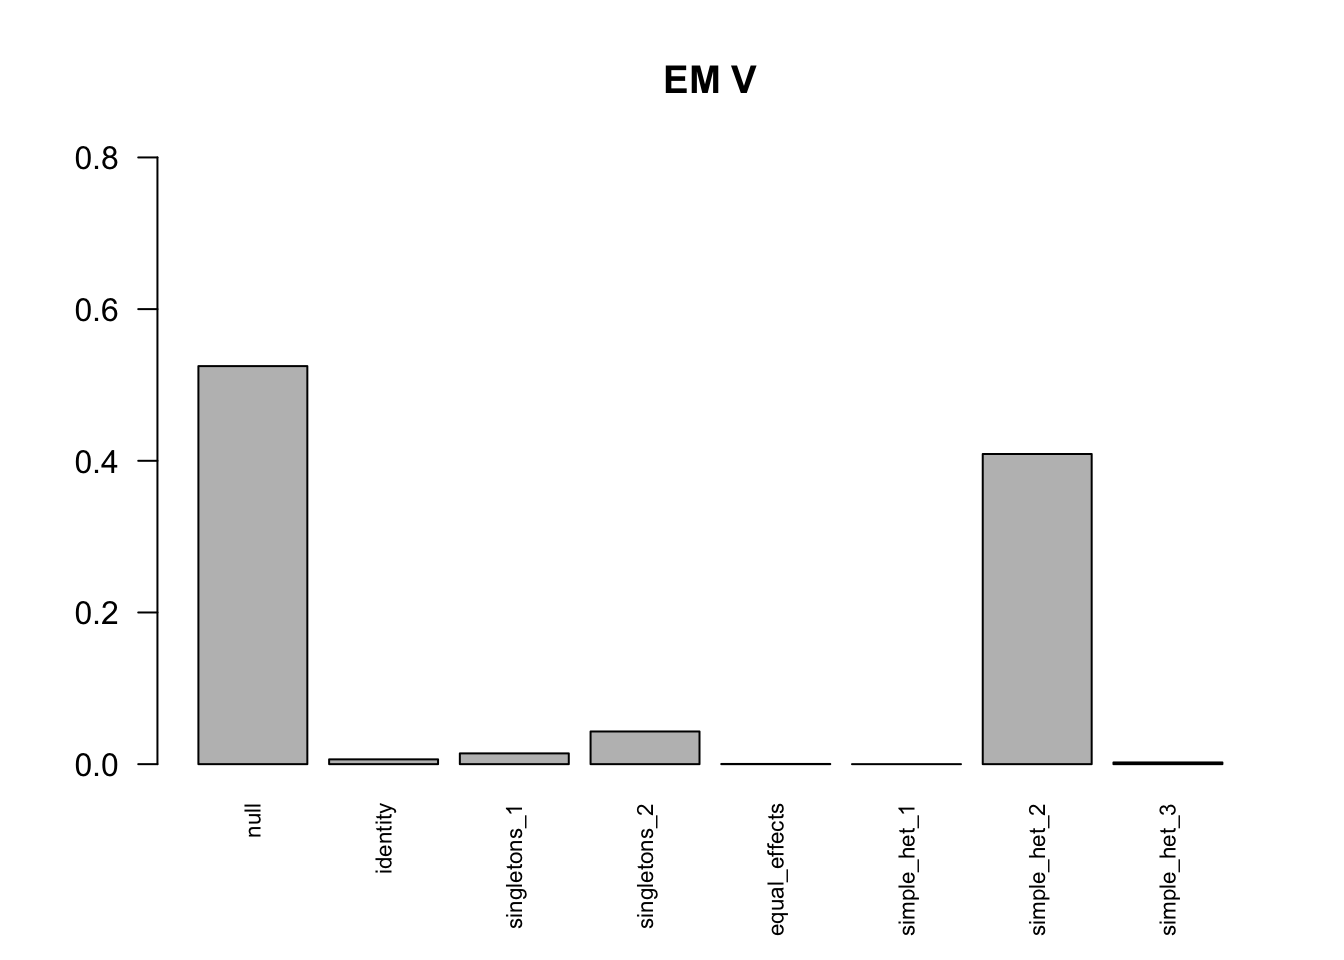 EM V
0.8
0.6
0.4
0.2
0.0
null
identity
singletons_1
singletons_2
equal_effects
simple_het_1
simple_het_2
simple_het_3